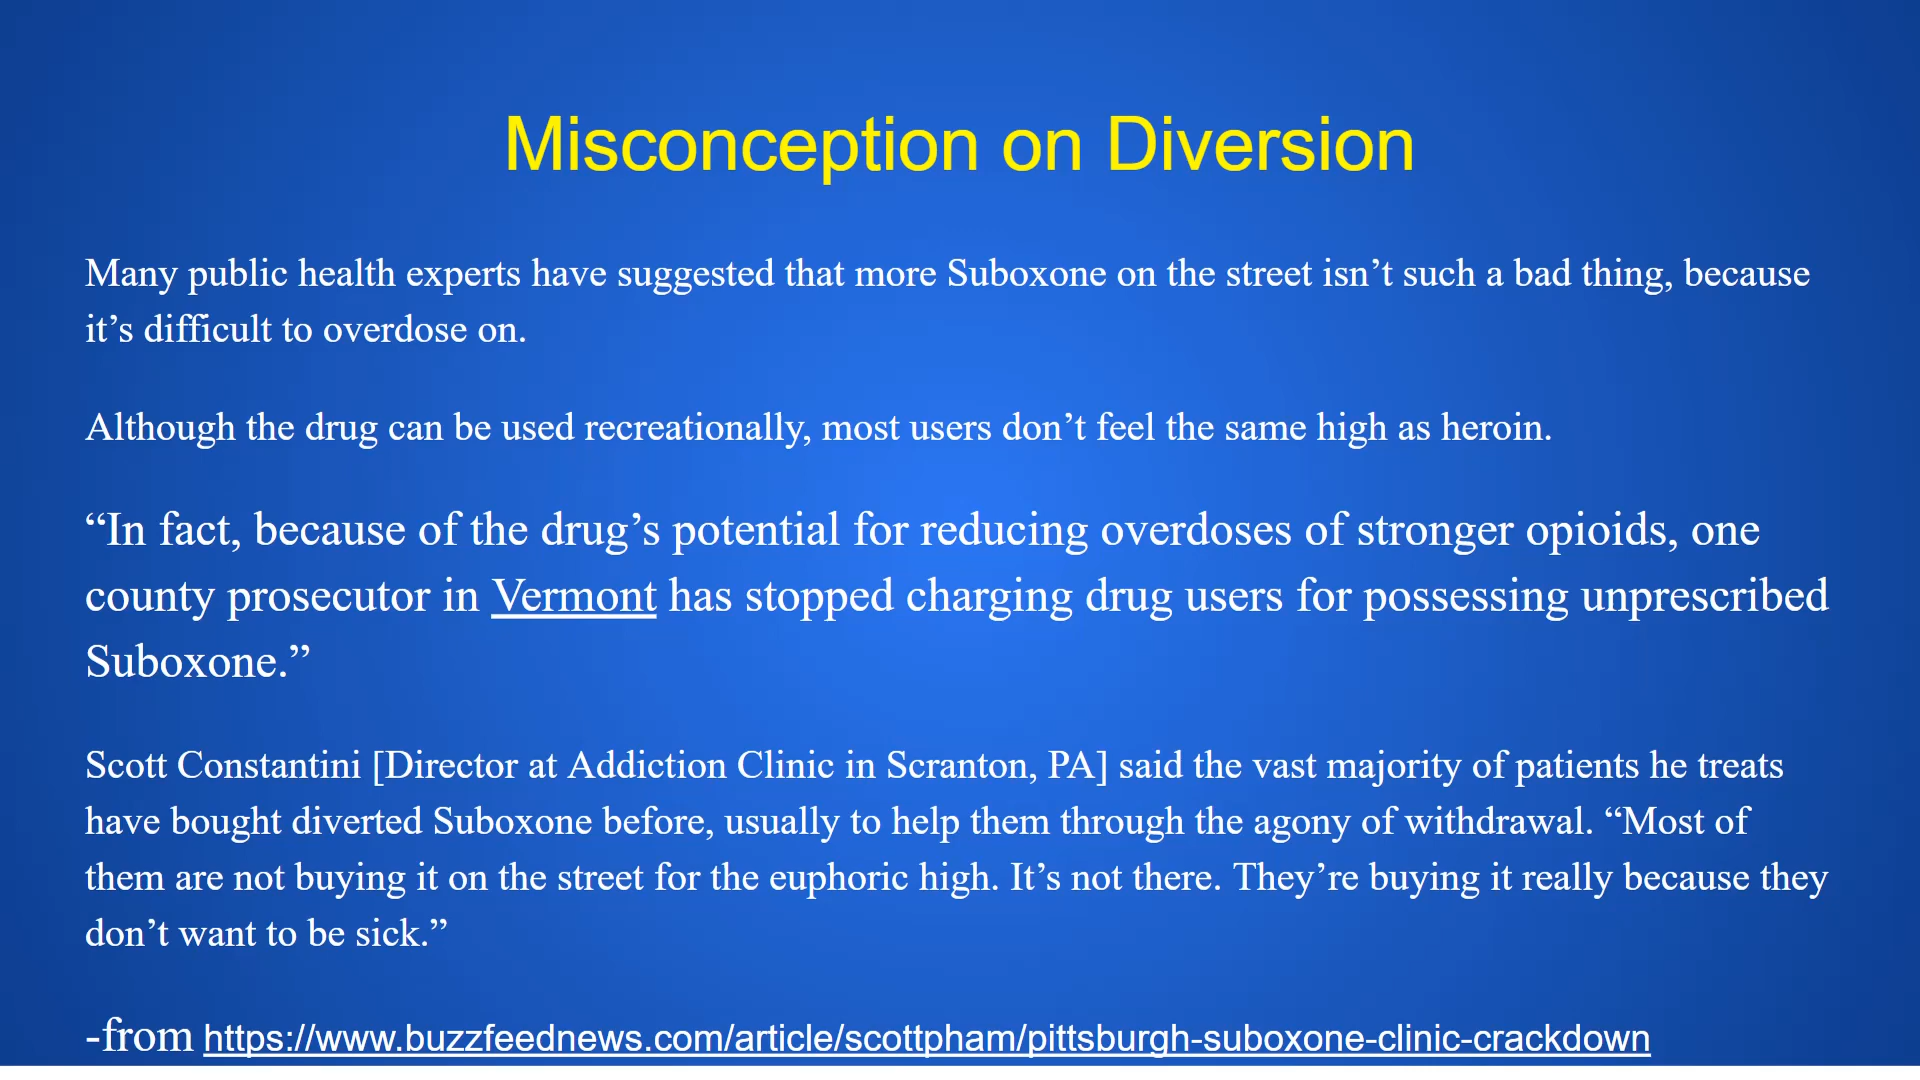 Misconception on Diversion
Many public health experts have suggested that more Suboxone on the street isn’t such a bad thing, because
it’s difficult to overdose on.
Although the drug can be used recreationally, most users don’t feel the same high as heroin.
“In fact, because of the drug’s potential for reducing overdoses of stronger opioids, one
county prosecutor in Vermont has stopped charging drug users for possessing unprescribed
Suboxone.”
Scott Constantini [Director at Addiction Clinic in Scranton, PA] said the vast majority of patients he treats
have bought diverted Suboxone before, usually to help them through the agony of withdrawal. “Most of
them are not buying it on the street for the euphoric high. It’s not there. They’re buying it really because they
don’t want to be sick.”
-from https://www.buzzfeednews.com/article/scottpham/pittsburgh-suboxone-clinic-crackdown